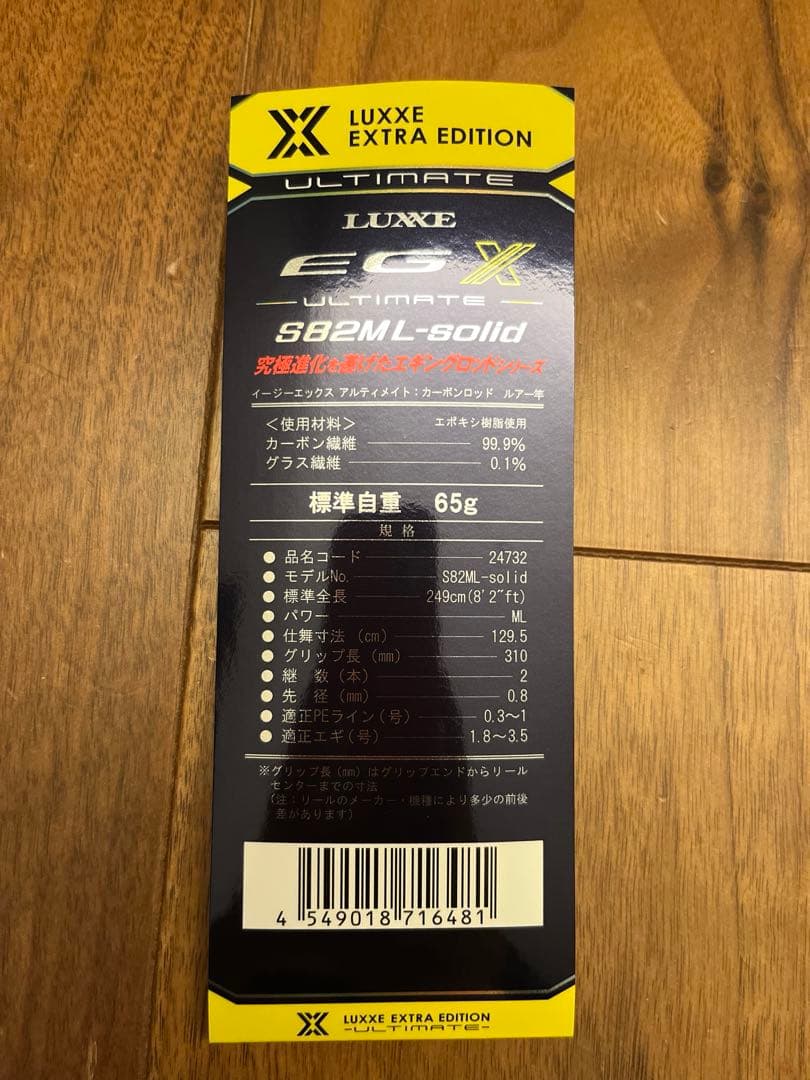 LUXXE
EXTRA EDITION
ULTIMATE
LUXXE
EGX
ULTIMATE
S82ML-solid
究極進化を遂げたエギングロッドシリーズ
イージーエックス アルティメイト：カーボンロッド ルアー竿
＜使用材料＞ エポキシ樹脂使用
カーボン繊維 99.9%
グラス繊維 0.1%
標準自重 65g
規格
● 品名コード 24732
● モデルNo. S82ML-solid
● 標準全長 249cm(8'2"ft)
● パワー ML
● 仕舞寸法 (cm) 129.5
● グリップ長 (mm) 310
● 継 数 (本) 2
● 先 径 (mm) 0.8
● 適正PEライン(号) 0.3〜1
● 適正エギ(号) 1.8〜3.5
※グリップ長(mm)はグリップエンドからリール
センターまでの寸法
(注：リールのメーカー・機種により多少の前後
差があります)
4 549018 716481
LUXXE EXTRA EDITION
-ULTIMATE-